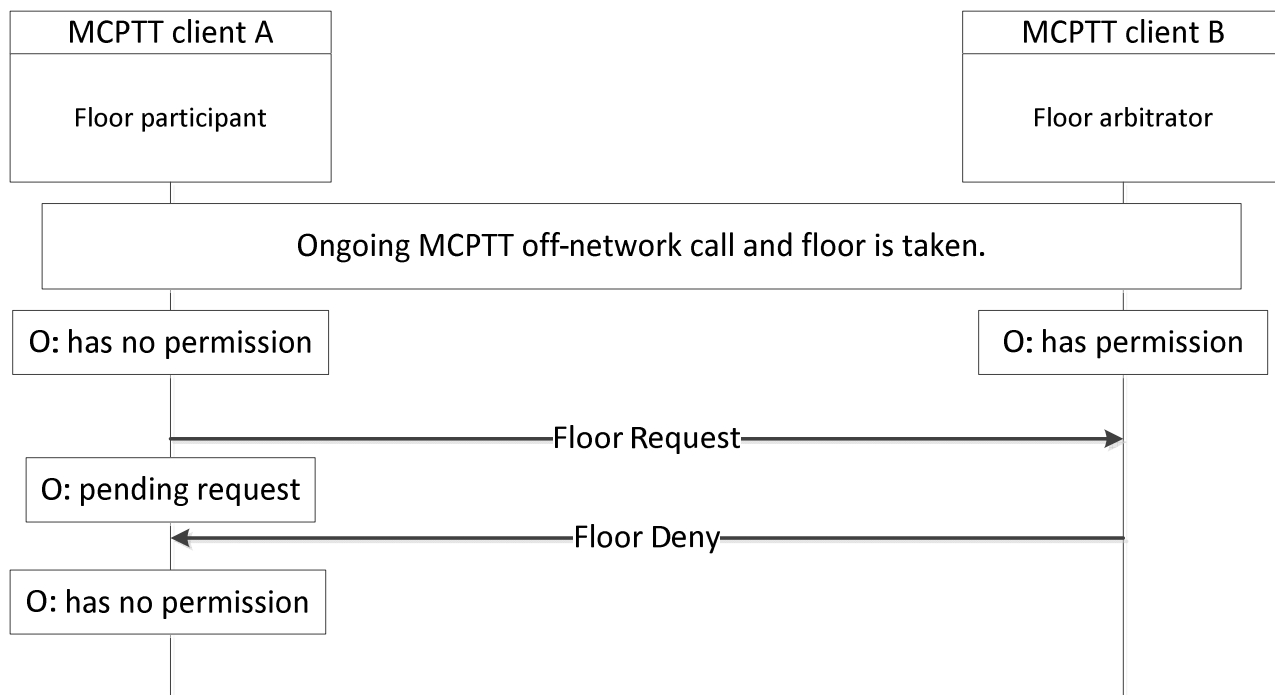 MCPTT client A
MCPTT client B
Floor participant
Floor arbitrator
Ongoing MCPTT off-network call and floor is taken.
O: has no permission
O: has permission
Floor Request
O: pending request
Floor Deny
O: has no permission